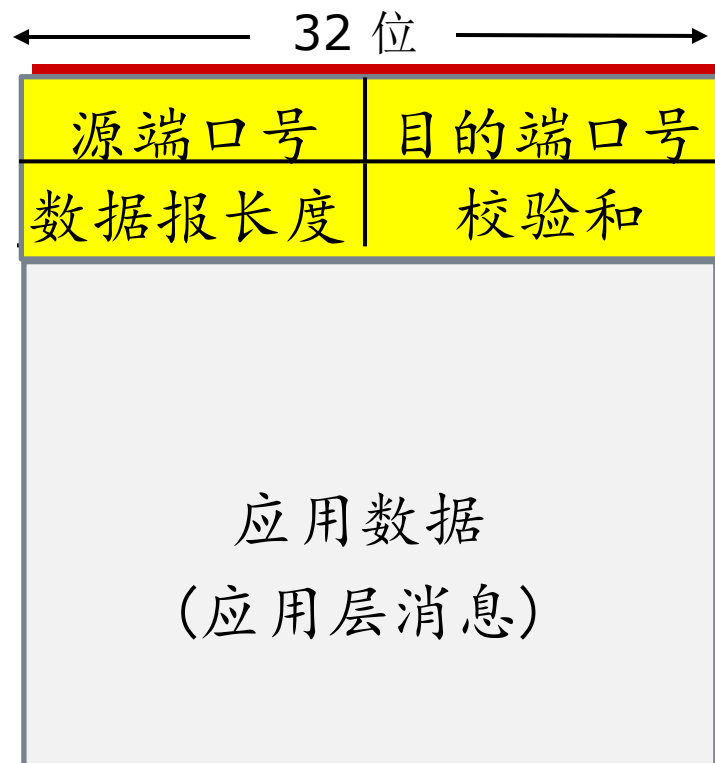 32 位
源端口号 目的端口号
数据报长度 校验和
应用数据
(应用层消息)